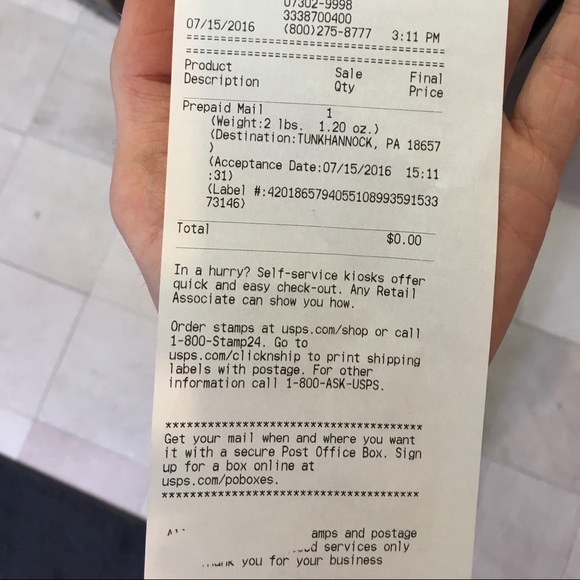 07302-9998
3338700400
07/15/2016 (800)275-8777 3:11 PM
========================================
========================================
Product Sale Final
Description Qty Price
Prepaid Mail 1
(Weight:2 lbs. 1.20 oz.)
(Destination:TUNKHANNOCK, PA 18657
)
(Acceptance Date:07/15/2016 15:11
:31)
(Label #:42018657940551089935915​33
73146)
Total $0.00
In a hurry? Self-service kiosks offer
quick and easy check-out. Any Retail
Associate can show you how.
Order stamps at usps.com/shop or call
1-800-Stamp24. Go to
usps.com/clicknship to print shipping
labels with postage. For other
information call 1-800-ASK-USPS.
****************************************
Get your mail when and where you want
it with a secure Post Office Box. Sign
up for a box online at
usps.com/poboxes.
****************************************
amps and postage
services only
you for your business